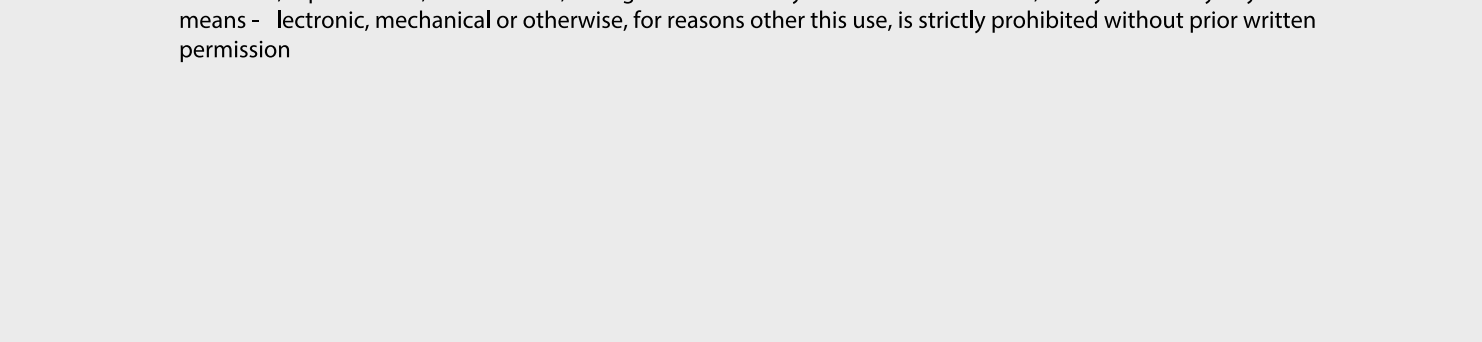 means - lectronic, mechanical or otherwise, for reasons other this use, is strictly prohibited without prior written
permission